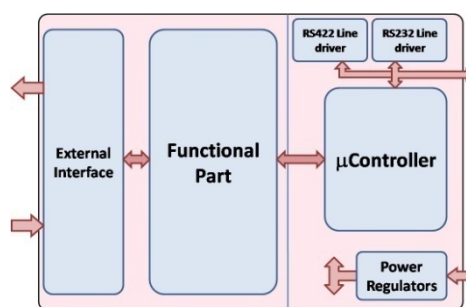 RS422 Line
driver
RS232 Line
driver
External
Interface
Functional
Part
μController
Power
Regulators